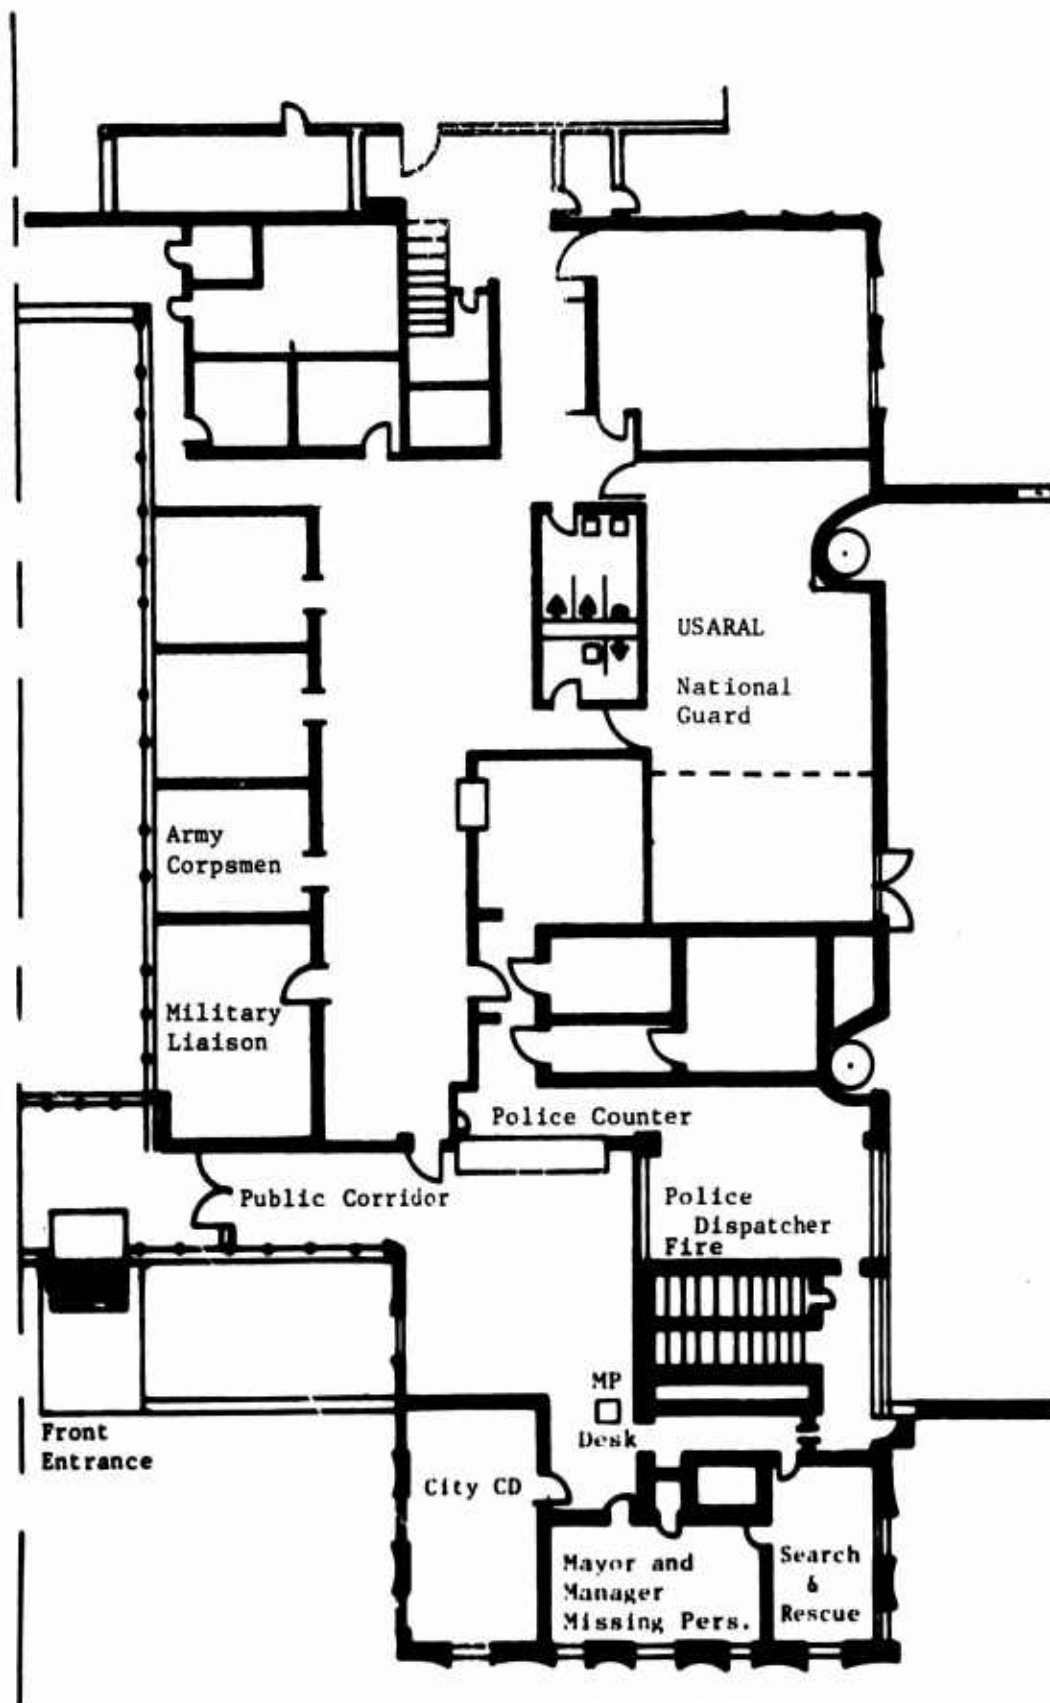 USARAL
National
Guard
Army
Corpsmen
Military
Liaison
Police Counter
Public Corridor
Police
Dispatcher
Fire
MP
Desk
Front
Entrance
City CD
Mayor and
Manager
Missing Pers.
Search
&
Rescue